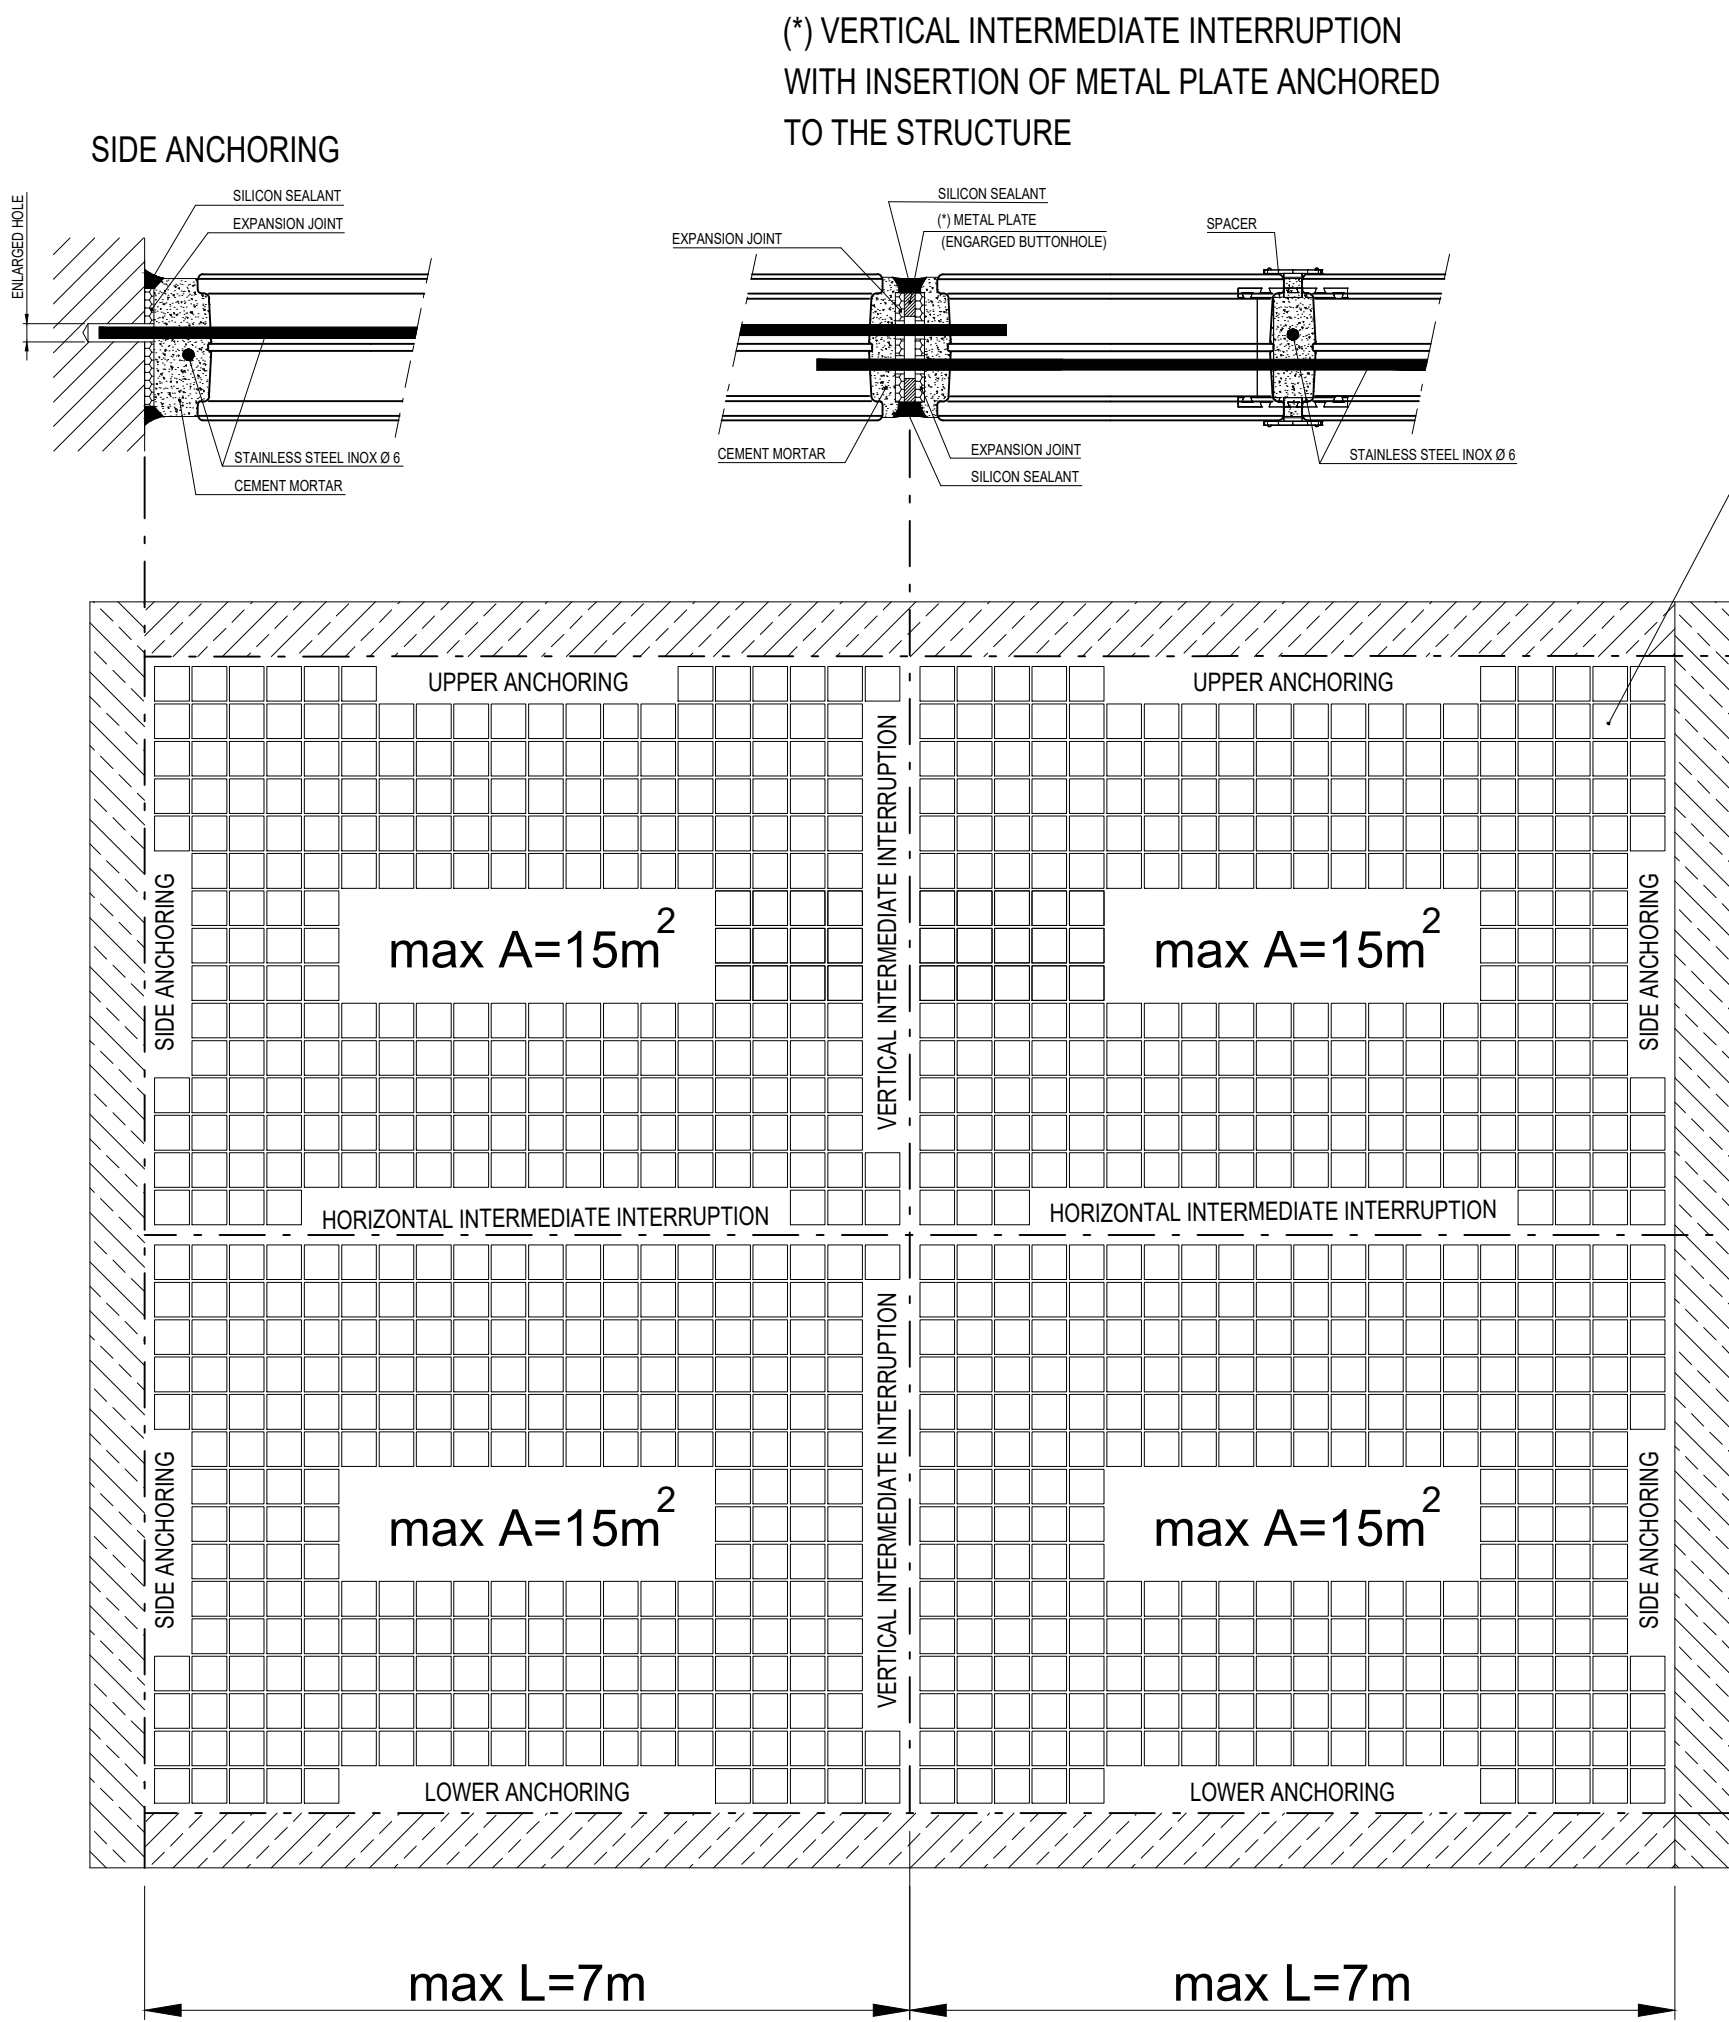 (*) VERTICAL INTERMEDIATE INTERRUPTION
WITH INSERTION OF METAL PLATE ANCHORED
TO THE STRUCTURE
SIDE ANCHORING
ENLARGED HOLE
SILICON SEALANT
EXPANSION JOINT
STAINLESS STEEL INOX Ø 6
CEMENT MORTAR
SILICON SEALANT
(*) METAL PLATE
(ENGARGED BUTTONHOLE)
EXPANSION JOINT
SPACER
CEMENT MORTAR
EXPANSION JOINT
SILICON SEALANT
STAINLESS STEEL INOX Ø 6
UPPER ANCHORING
UPPER ANCHORING
SIDE ANCHORING
max A=15m²
VERTICAL INTERMEDIATE INTERRUPTION
max A=15m²
SIDE ANCHORING
HORIZONTAL INTERMEDIATE INTERRUPTION
HORIZONTAL INTERMEDIATE INTERRUPTION
SIDE ANCHORING
max A=15m²
VERTICAL INTERMEDIATE INTERRUPTION
max A=15m²
SIDE ANCHORING
LOWER ANCHORING
LOWER ANCHORING
max L=7m
max L=7m